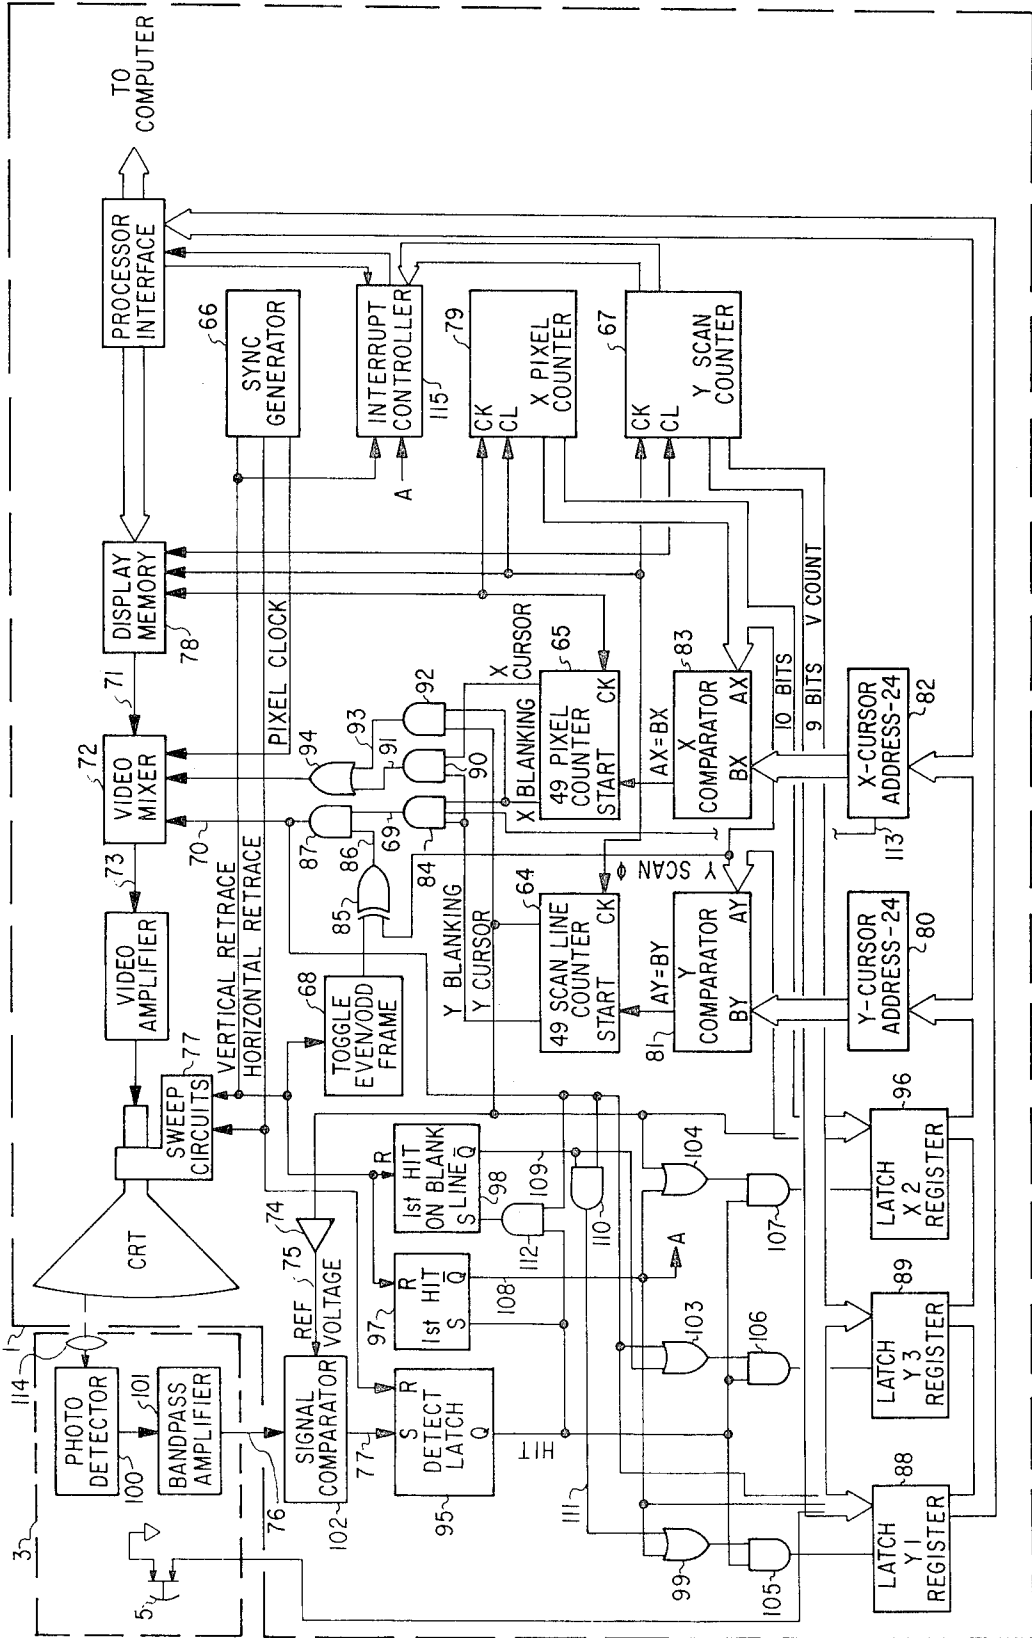 TO
COMPUTER
PROCESSOR
INTERFACE
66
SYNC
GENERATOR
INTERRUPT
CONTROLLER
115
A
79
CK
CL
X PIXEL
COUNTER
67
CK
CL
Y SCAN
COUNTER
DISPLAY
MEMORY
78
71
72
VIDEO
MIXER
73
VIDEO
AMPLIFIER
77
SWEEP
CIRCUITS
CRT
VERTICAL RETRACE
HORIZONTAL RETRACE
PIXEL CLOCK
70
94
93
92
91
90
87
86
69
84
85
X
CURSOR
X BLANKING
65
49 PIXEL
COUNTER
CK
START
AX=BX
83
X
COMPARATOR
BX AX
10 BITS
9 BITS V COUNT
82
X-CURSOR
ADDRESS-24
113
68
TOGGLE
EVEN/ODD
FRAME
Y BLANKING
Y CURSOR
64
49 SCAN LINE
COUNTER
CK
START
Y SCAN Φ
AY=BY
81
Y
COMPARATOR
BY AY
80
Y-CURSOR
ADDRESS-24
1
114
3
PHOTO
DETECTOR
100
101
BANDPASS
AMPLIFIER
76
5
74
75
REF
VOLTAGE
SIGNAL
COMPARATOR
102
77
S R
DETECT
LATCH
Q
95
HIT
97
R
1st HIT
S Q̅
108
R
1st HIT
ON BLANK
LINE
S Q̅
98
109
112
110
111
A
99
105
103
106
104
107
88
LATCH
Y1
REGISTER
89
LATCH
Y3
REGISTER
96
LATCH
X2
REGISTER